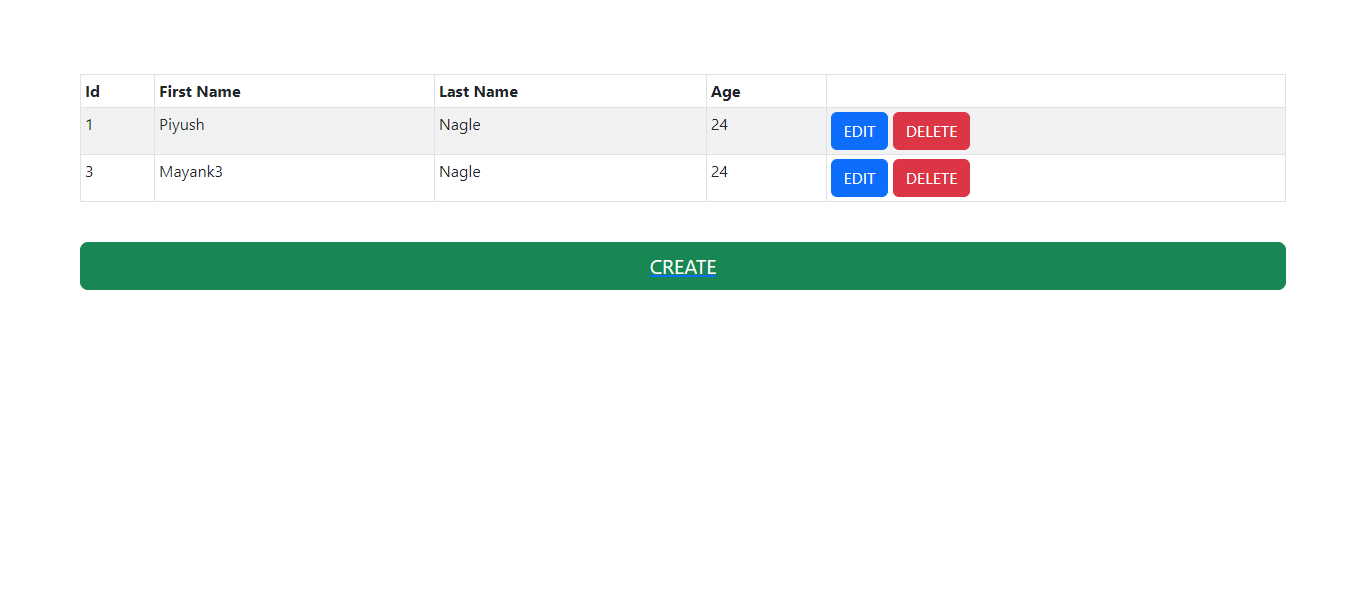 Id First Name Last Name Age
1 Piyush Nagle 24 EDIT DELETE
3 Mayank3 Nagle 24 EDIT DELETE
CREATE